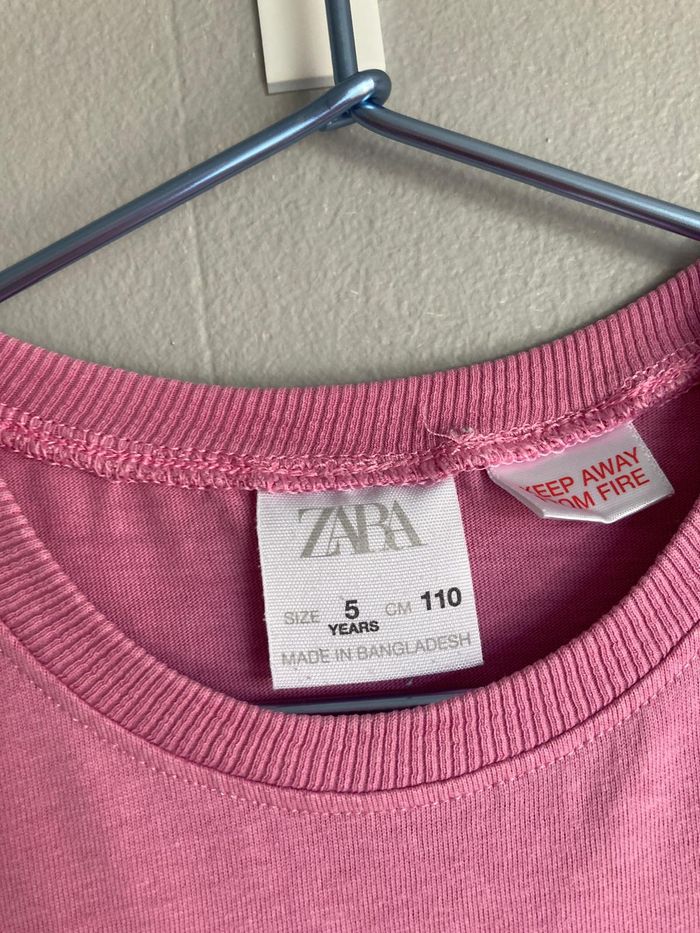 ZARA
SIZE 5 YEARS CM 110
MADE IN BANGLADESH
KEEP AWAY
FIRE